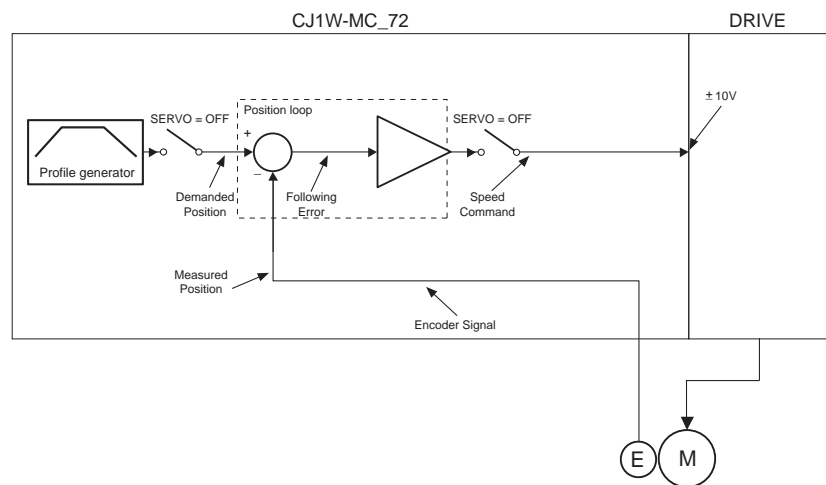 CJ1W-MC_72
DRIVE
±10V
Position loop
SERVO = OFF
SERVO = OFF
+
−
Profile generator
Demanded
Position
Following
Error
Speed
Command
Measured
Position
Encoder Signal
E
M